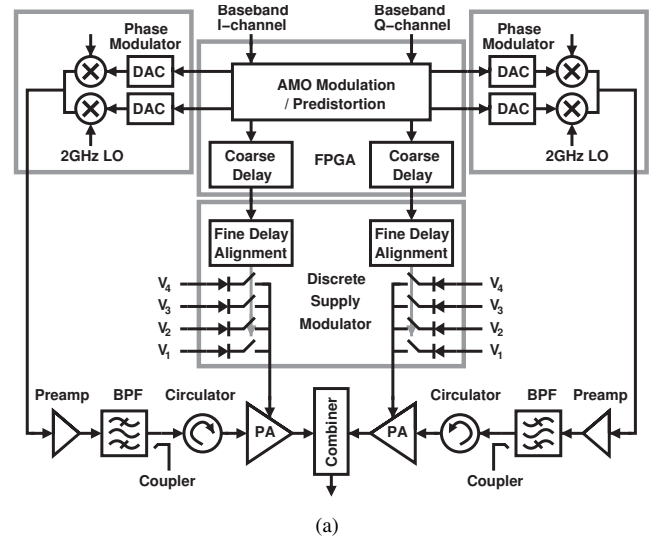 Baseband
I−channel
Baseband
Q−channel
Phase
Modulator
DAC
DAC
2GHz LO
AMO Modulation
/ Predistortion
Phase
Modulator
DAC
DAC
2GHz LO
Coarse
Delay
FPGA
Coarse
Delay
Fine Delay
Alignment
Fine Delay
Alignment
V4
V3
V2
V1
Discrete
Supply
Modulator
V4
V3
V2
V1
Preamp
BPF
Circulator
PA
Combiner
PA
Circulator
BPF
Preamp
Coupler
Coupler
(a)